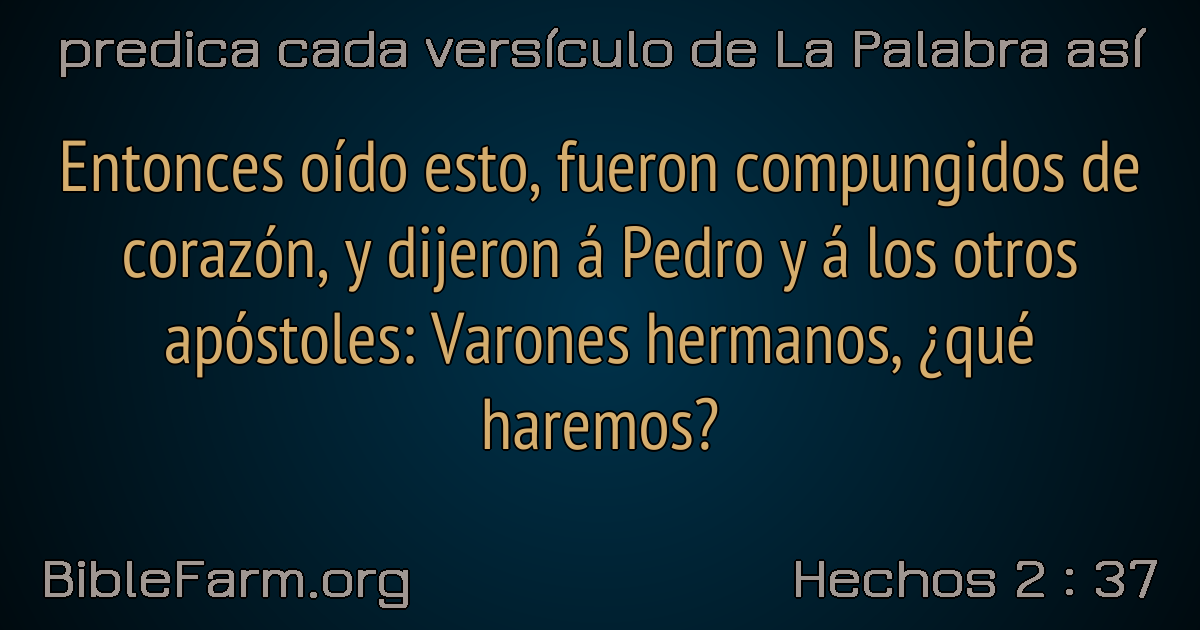 predica cada versículo de La Palabra así
Entonces oído esto, fueron compungidos de
corazón, y dijeron á Pedro y á los otros
apóstoles: Varones hermanos, ¿qué
haremos?
BibleFarm.org
Hechos 2 : 37